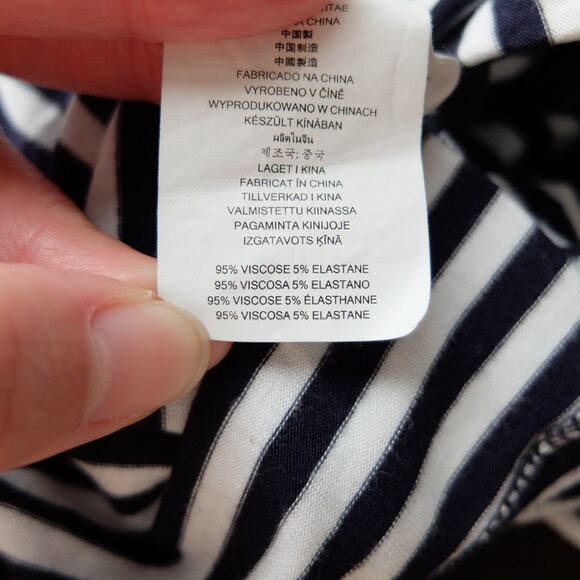 ITAE
CHINA
中国製
中国制造
中國製造
FABRICADO NA CHINA
VYROBENO V ČÍNĚ
WYPRODUKOWANO W CHINACH
KÉSZÜLT KÍNÁBAN
ผลิตในจีน
제조국: 중국
LAGET I KINA
FABRICAT ÎN CHINA
TILLVERKAD I KINA
VALMISTETTU KIINASSA
PAGAMINTA KINIJOJE
IZGATAVOTS ĶĪNĀ
95% VISCOSE 5% ELASTANE
95% VISCOSA 5% ELASTANO
95% VISCOSE 5% ÉLASTHANNE
95% VISCOSA 5% ELASTANE